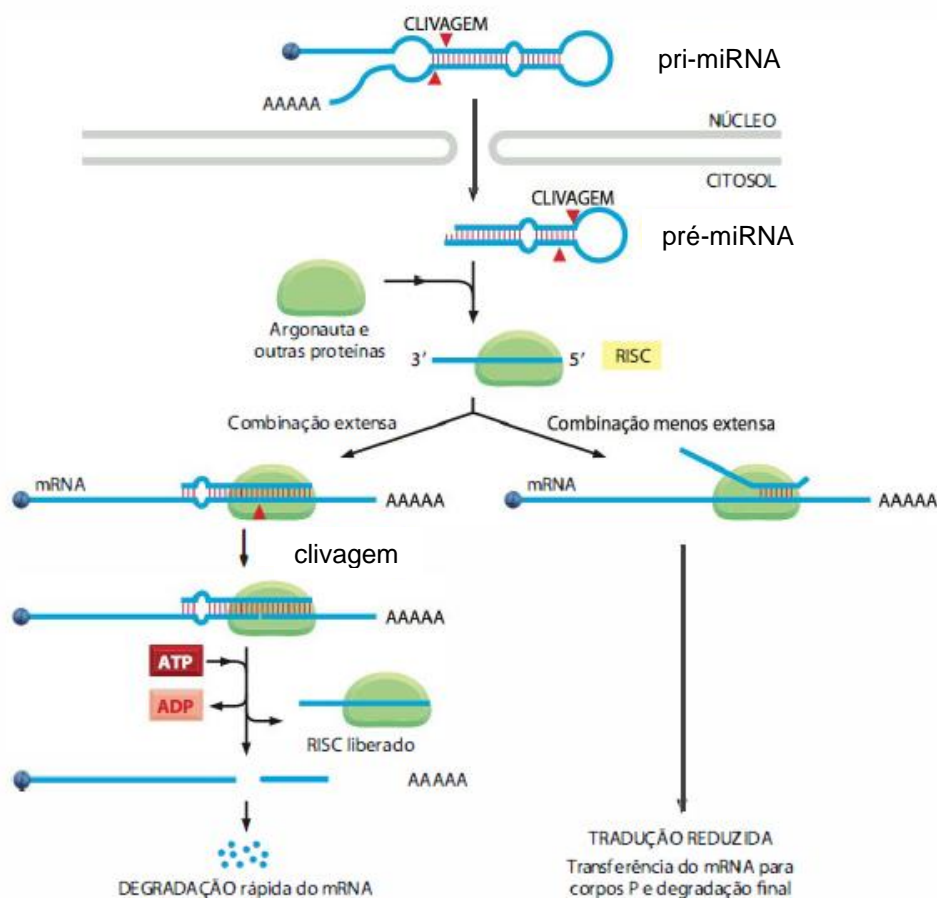 CLIVAGEM
pri-miRNA
AAAAA
NÚCLEO
CITOSOL
CLIVAGEM
pré-miRNA
Argonauta e
outras proteínas
3′
5′
RISC
Combinação extensa
Combinação menos extensa
mRNA
AAAAA
mRNA
AAAAA
clivagem
AAAAA
ATP
ADP
RISC liberado
AAAAA
DEGRADAÇÃO rápida do mRNA
TRADUÇÃO REDUZIDA
Transferência do mRNA para
corpos P e degradação final